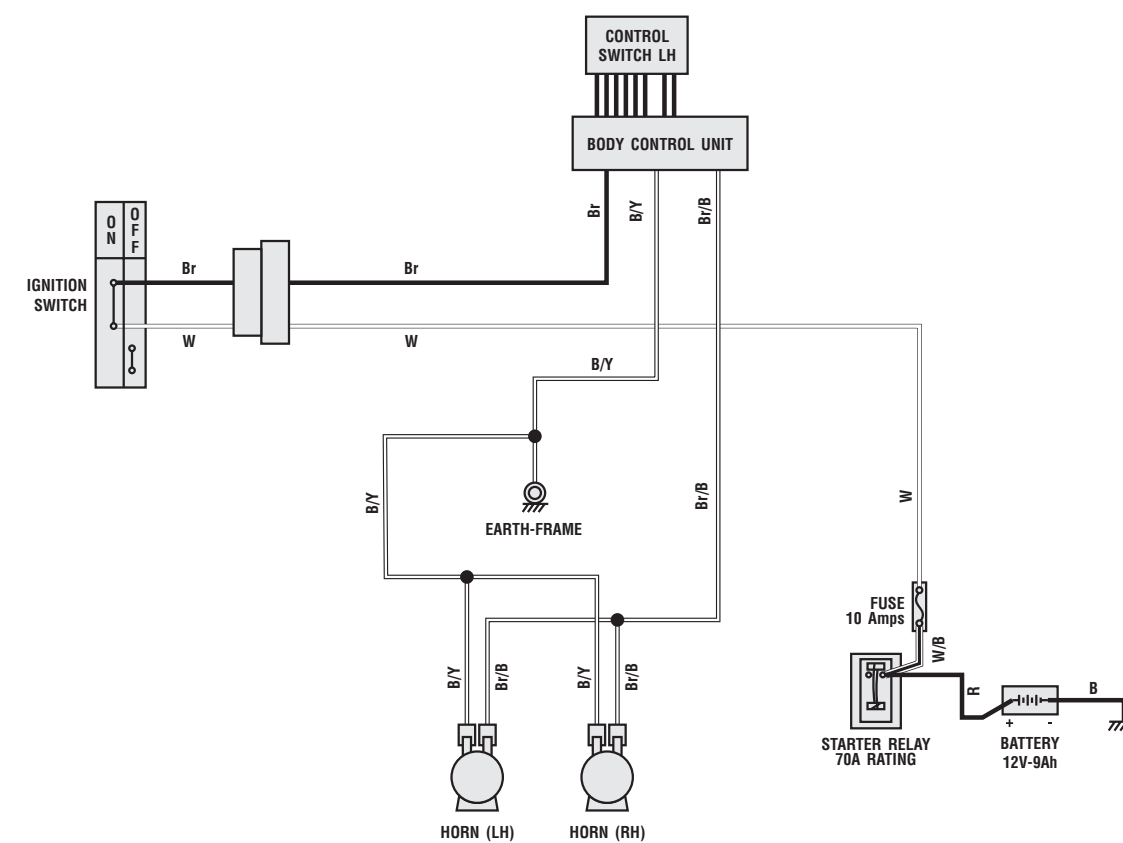 CONTROL
SWITCH LH
BODY CONTROL UNIT
Br
B/Y
Br/B
ON
OFF
IGNITION
SWITCH
Br
Br
W
W
B/Y
B/Y
Br/B
W
EARTH-FRAME
FUSE
10 Amps
W/B
B/Y
Br/B
B/Y
Br/B
R
B
+ -
STARTER RELAY
70A RATING
BATTERY
12V-9Ah
HORN (LH)
HORN (RH)